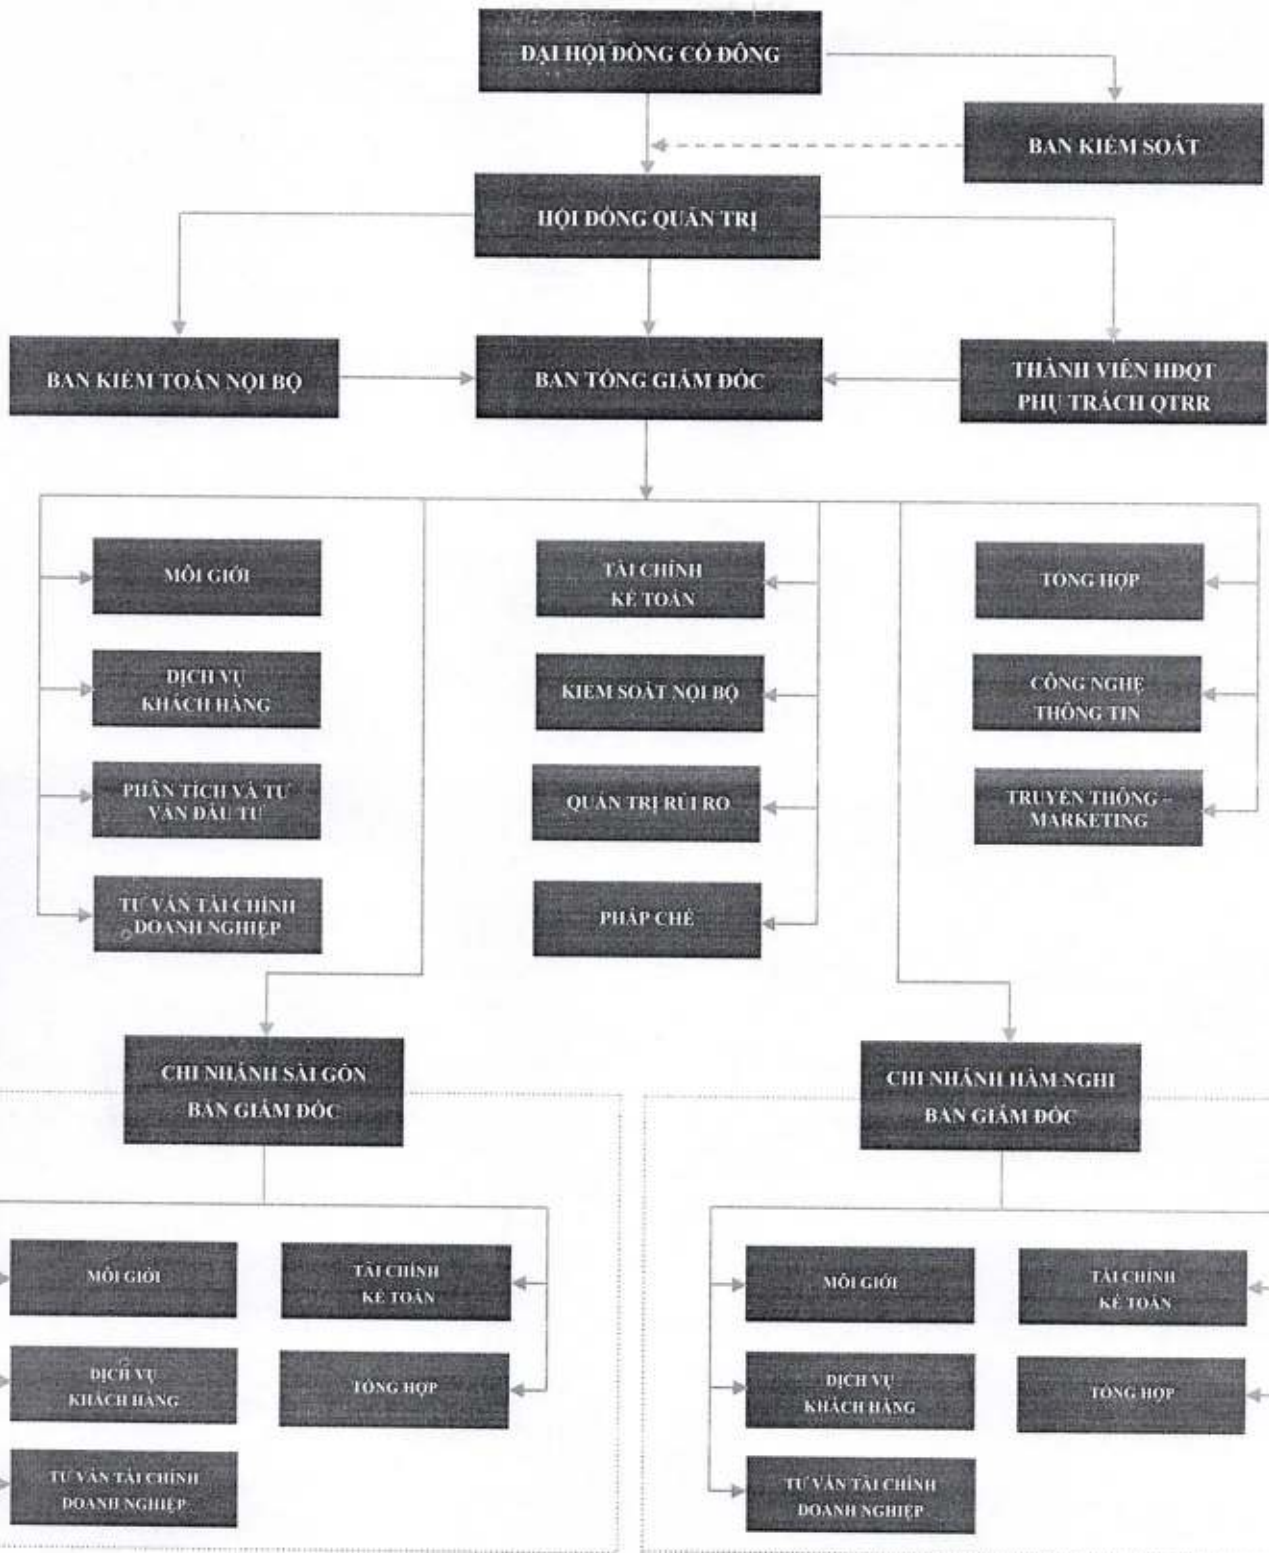 ĐẠI HỘI ĐỒNG CỔ ĐÔNG
BAN KIỂM SOÁT
HỘI ĐỒNG QUẢN TRỊ
BAN KIỂM TOÁN NỘI BỘ
BAN TỔNG GIÁM ĐỐC
THÀNH VIÊN HĐQT
PHỤ TRÁCH QTRR
MÔI GIỚI
DỊCH VỤ
KHÁCH HÀNG
PHÂN TÍCH VÀ TƯ
VẤN ĐẦU TƯ
TƯ VẤN TÀI CHÍNH
DOANH NGHIỆP
TÀI CHÍNH
KẾ TOÁN
KIỂM SOÁT NỘI BỘ
QUẢN TRỊ RỦI RO
PHÁP CHẾ
TỔNG HỢP
CÔNG NGHỆ
THÔNG TIN
TRUYỀN THÔNG –
MARKETING
CHI NHÁNH SÀI GÒN
BAN GIÁM ĐỐC
MÔI GIỚI
DỊCH VỤ
KHÁCH HÀNG
TƯ VẤN TÀI CHÍNH
DOANH NGHIỆP
TÀI CHÍNH
KẾ TOÁN
TỔNG HỢP
CHI NHÁNH HÀM NGHI
BAN GIÁM ĐỐC
MÔI GIỚI
DỊCH VỤ
KHÁCH HÀNG
TƯ VẤN TÀI CHÍNH
DOANH NGHIỆP
TÀI CHÍNH
KẾ TOÁN
TỔNG HỢP